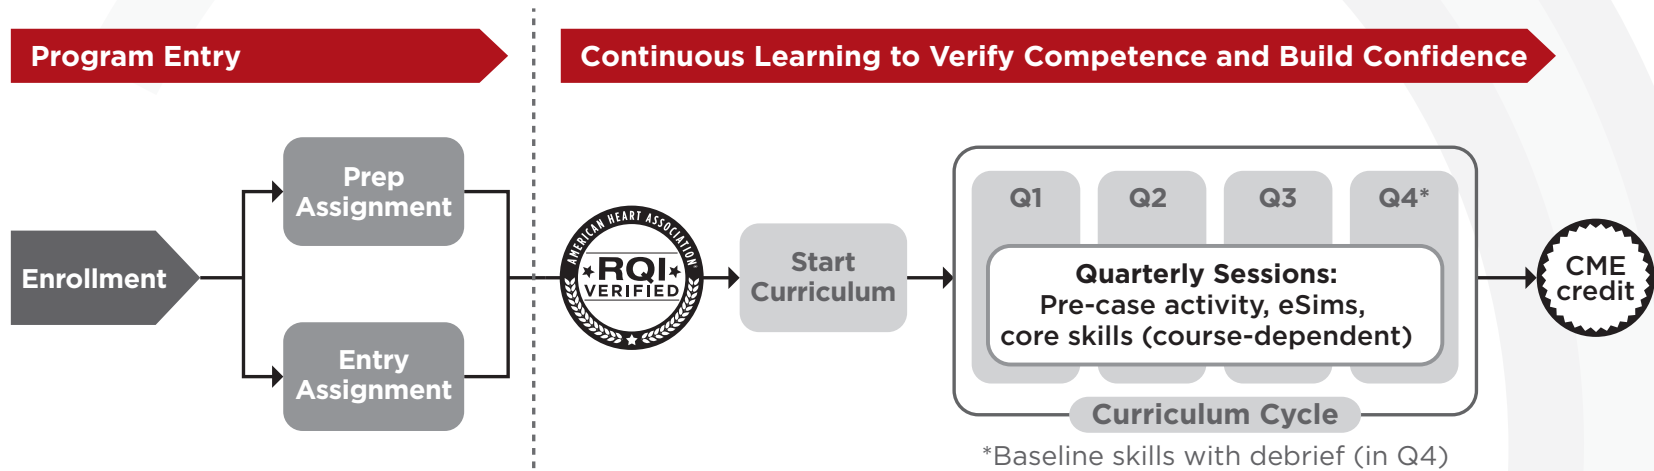 Program Entry
Continuous Learning to Verify Competence and Build Confidence
Enrollment
Prep
Assignment
Entry
Assignment
AMERICAN HEART ASSOCIATION®
RQI
VERIFIED
Start
Curriculum
Q1
Q2
Q3
Q4*
Quarterly Sessions:
Pre-case activity, eSims,
core skills (course-dependent)
Curriculum Cycle
*Baseline skills with debrief (in Q4)
CME
credit